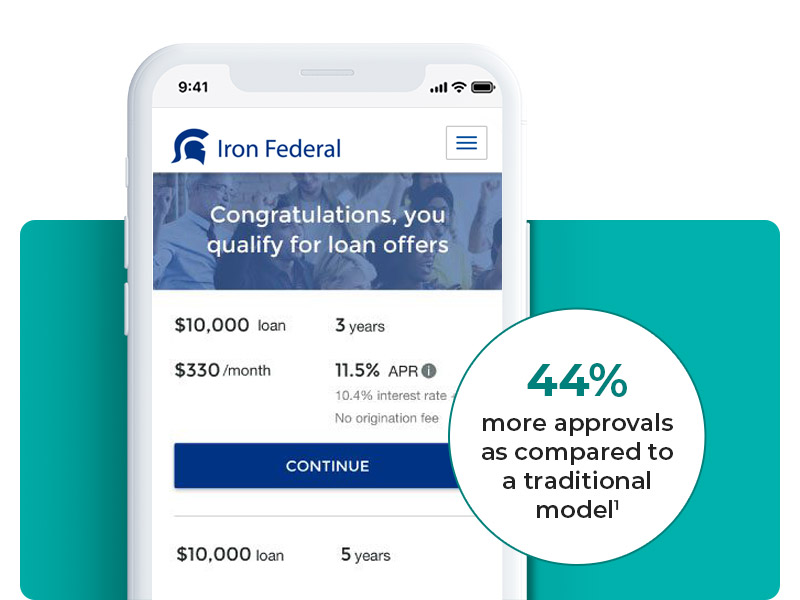 9:41
Iron Federal
Congratulations, you
qualify for loan offers
$10,000 loan 3 years
$330/month 11.5% APR i
10.4% interest rate
No origination fee
CONTINUE
$10,000 loan 5 years
44%
more approvals
as compared to
a traditional
model¹